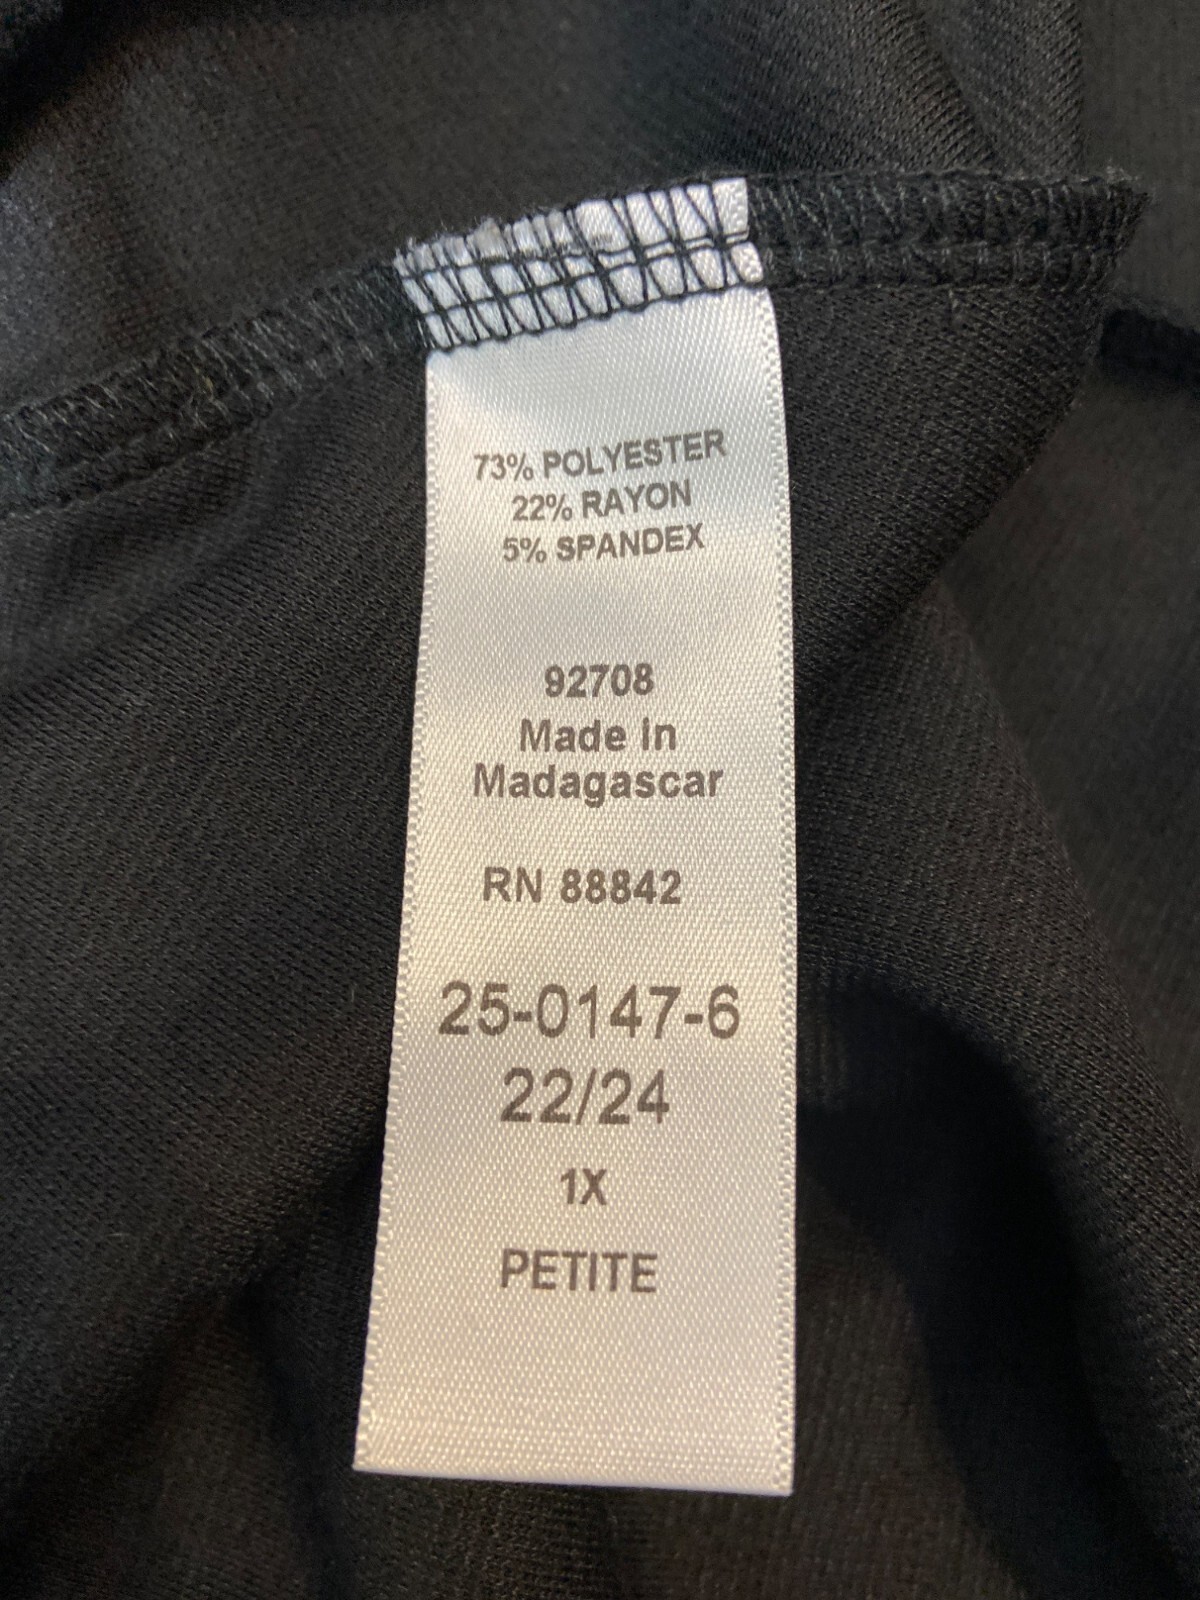 73% POLYESTER
22% RAYON
5% SPANDEX
92708
Made in
Madagascar
RN 88842
25-0147-6
22/24
1X
PETITE